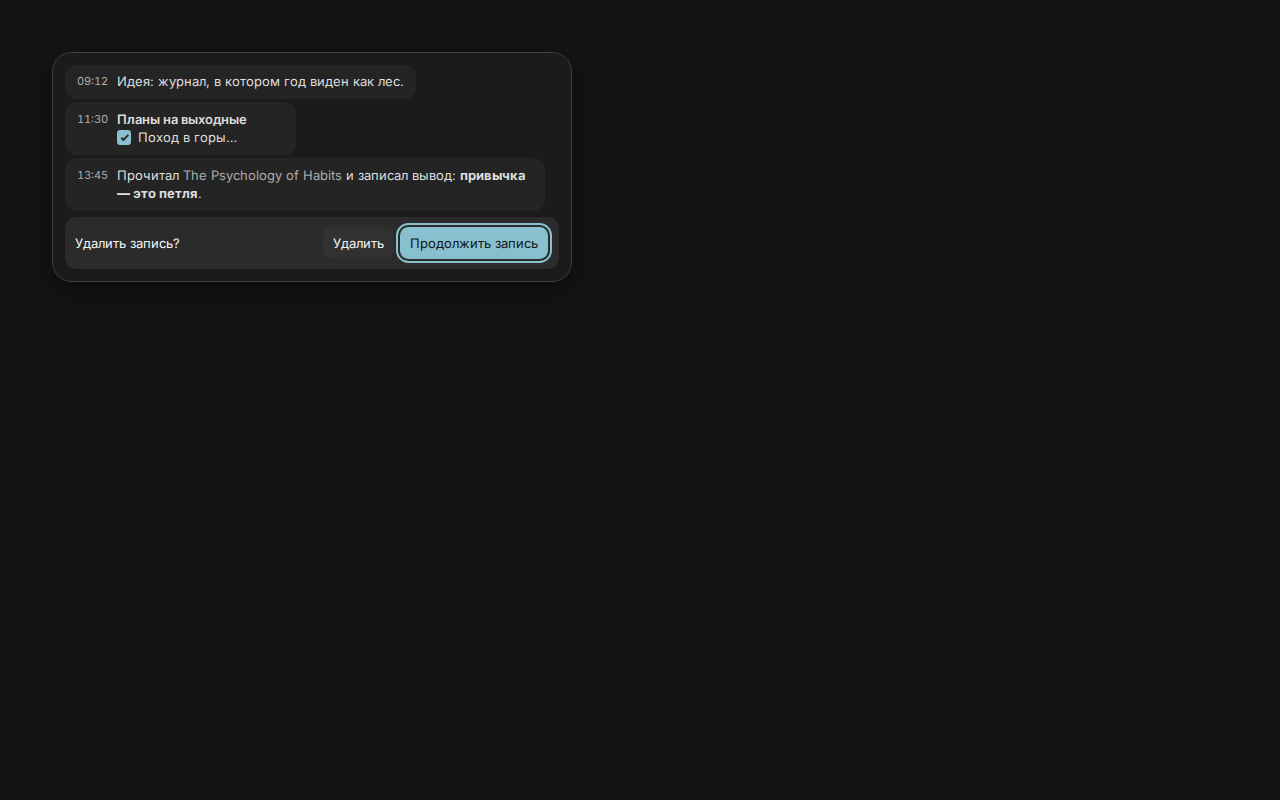 09:12 Идея: журнал, в котором год виден как лес.
11:30 Планы на выходные
Поход в горы...
13:45 Прочитал The Psychology of Habits и записал вывод: привычка
— это петля.
Удалить запись? Удалить Продолжить запись